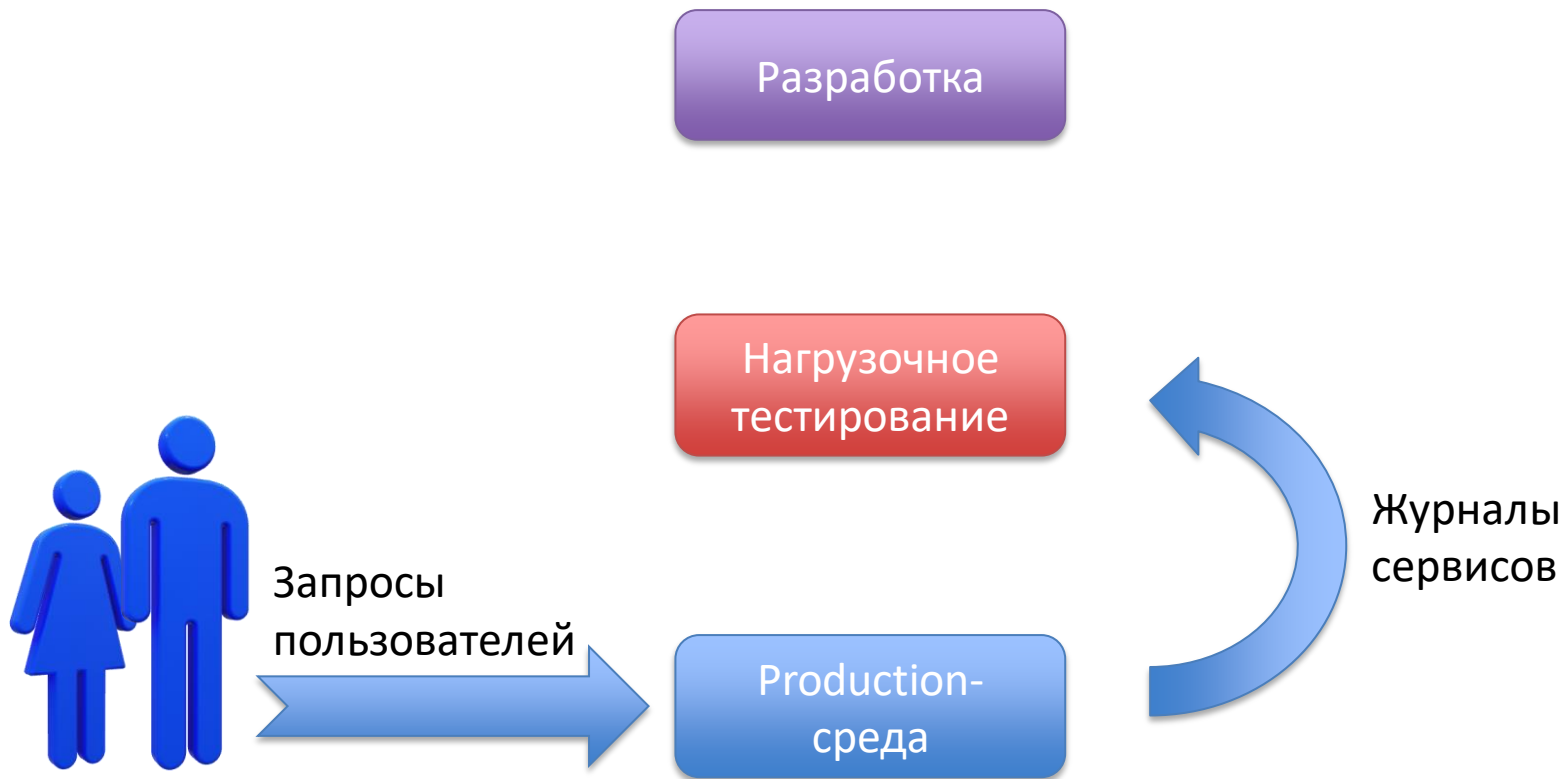 Разработка
Нагрузочное
тестирование
Журналы
сервисов
Запросы
пользователей
Production-
среда